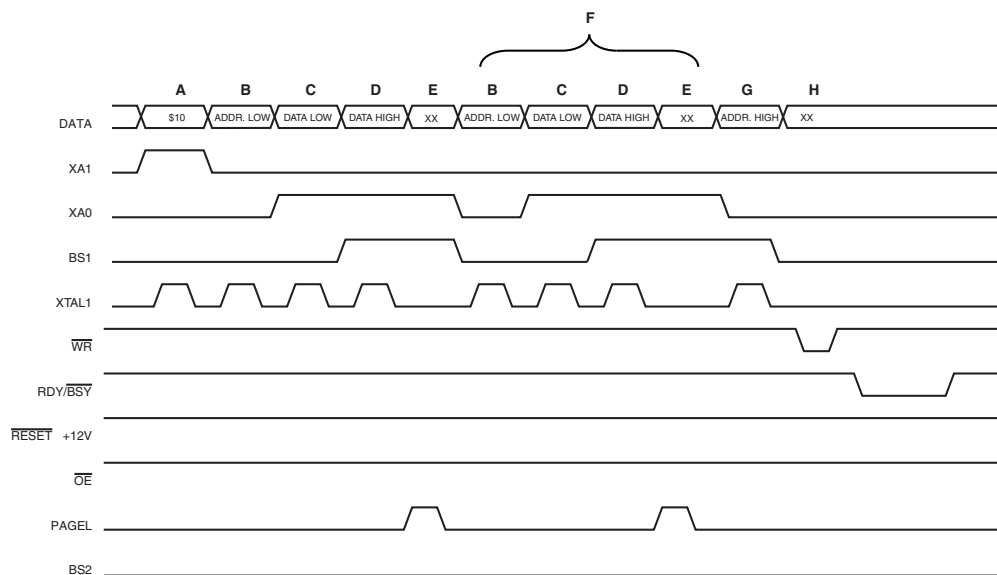 F
A B C D E B C D E G H
DATA $10 ADDR. LOW DATA LOW DATA HIGH XX ADDR. LOW DATA LOW DATA HIGH XX ADDR. HIGH XX
XA1
XA0
BS1
XTAL1
WR
RDY/BSY
RESET +12V
OE
PAGEL
BS2